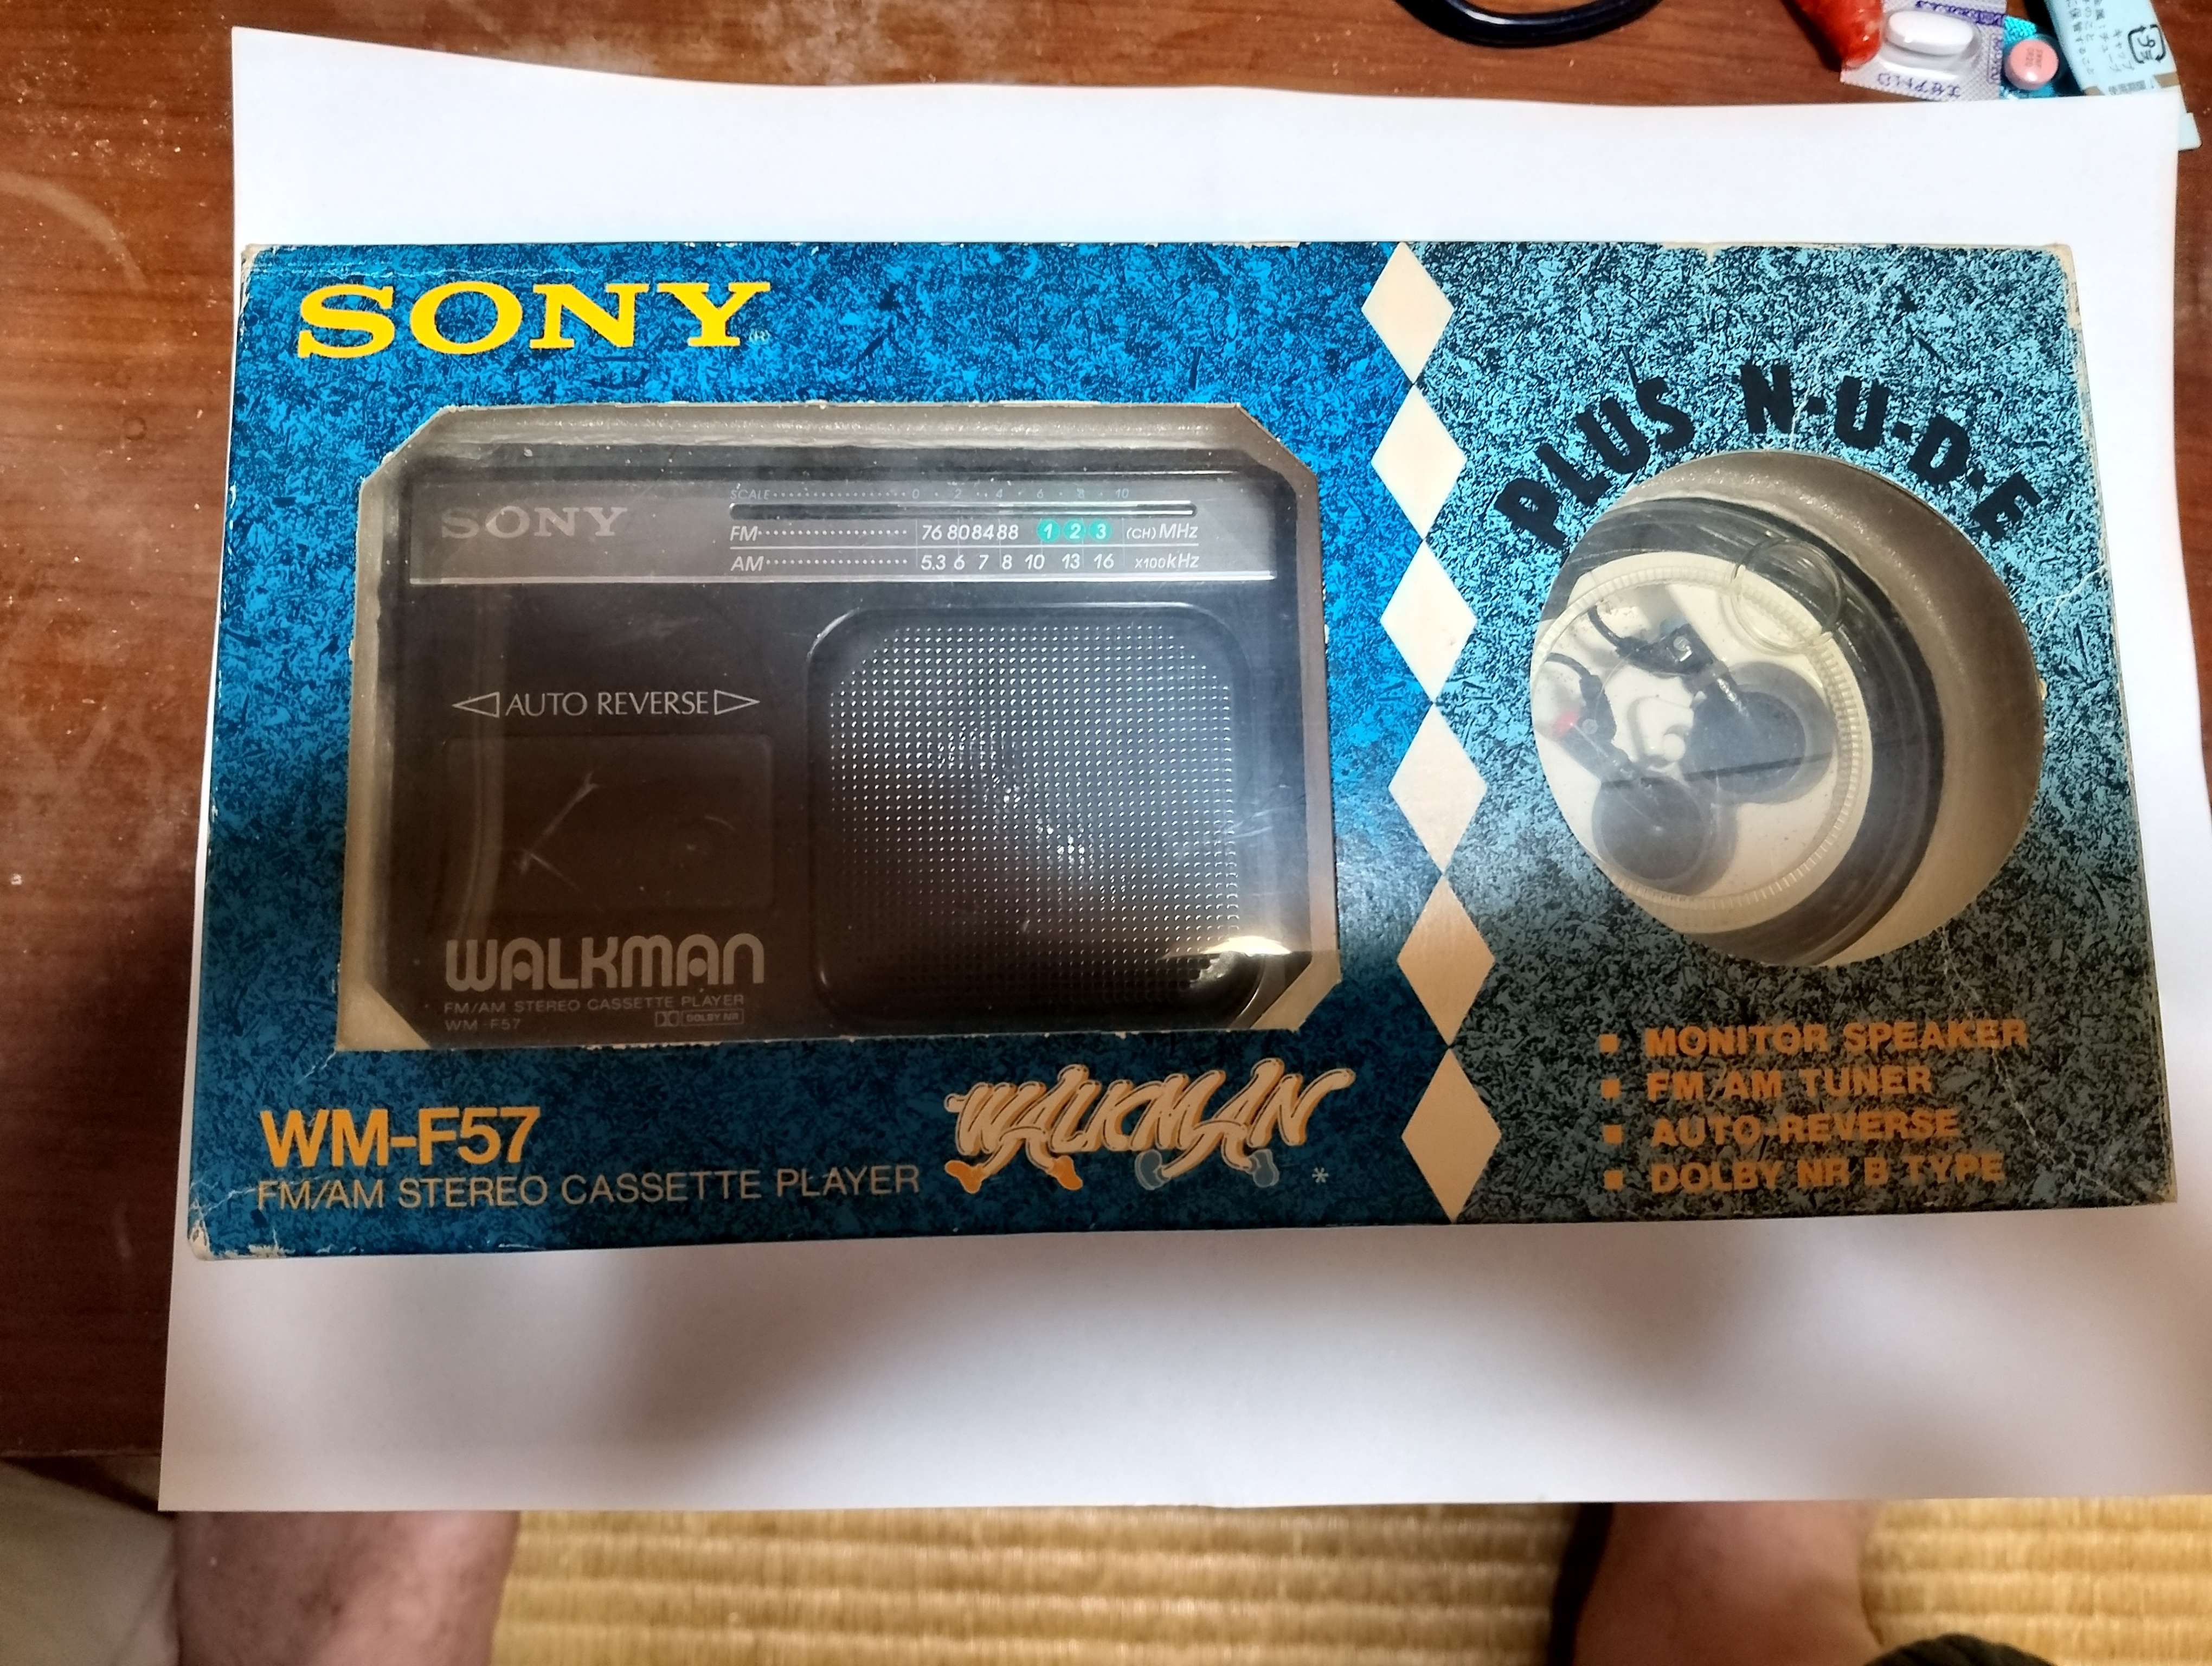 SONY®
PLUS N·U·D·E
SCALE 0 2 4 6 8 10
SONY
FM 76 80 84 88 1 2 3 (CH) MHz
AM 5.3 6 7 8 10 13 16 x100kHz
◁AUTO REVERSE▷
WALKMAN
FM/AM STEREO CASSETTE PLAYER
WM-F57 DOLBY NR
WM-F57
FM/AM STEREO CASSETTE PLAYER
WALKMAN*
▪ MONITOR SPEAKER
▪ FM/AM TUNER
▪ AUTO-REVERSE
▪ DOLBY NR B TYPE